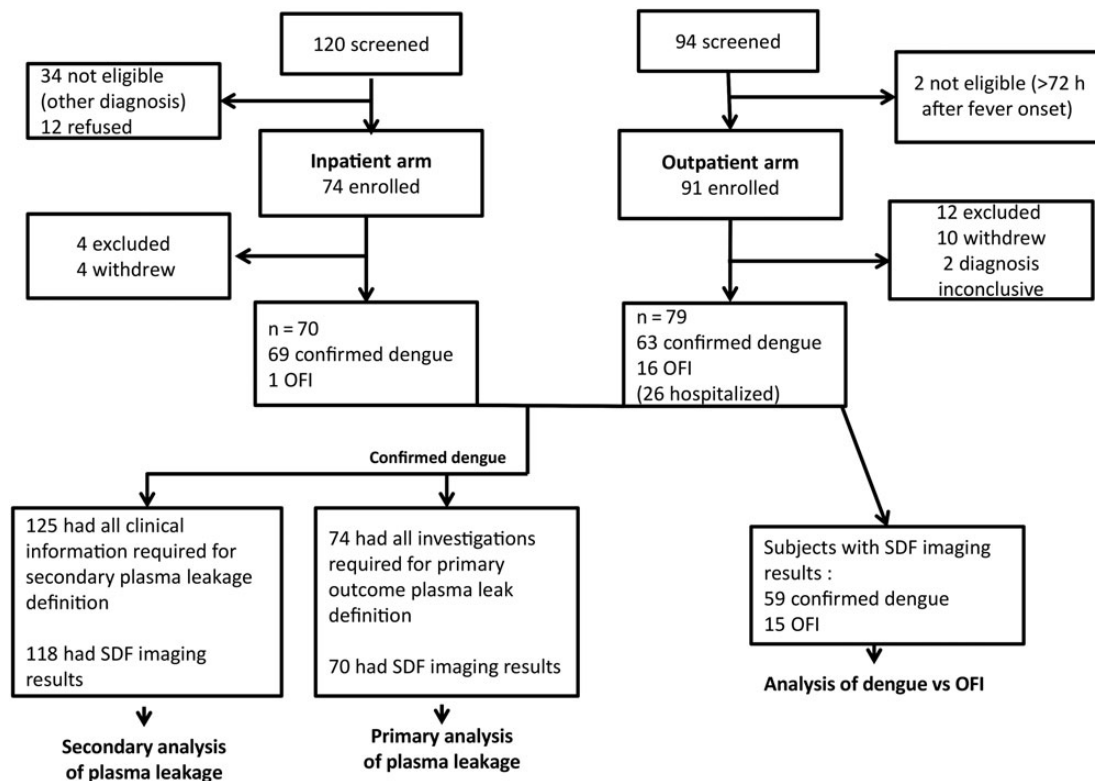 120 screened
94 screened
34 not eligible
(other diagnosis)
12 refused
2 not eligible (>72 h
after fever onset)
Inpatient arm
74 enrolled
Outpatient arm
91 enrolled
4 excluded
4 withdrew
12 excluded
10 withdrew
2 diagnosis
inconclusive
n = 70
69 confirmed dengue
1 OFI
n = 79
63 confirmed dengue
16 OFI
(26 hospitalized)
Confirmed dengue
125 had all clinical
information required for
secondary plasma leakage
definition
118 had SDF imaging
results
74 had all investigations
required for primary
outcome plasma leak
definition
70 had SDF imaging results
Subjects with SDF imaging
results :
59 confirmed dengue
15 OFI
Secondary analysis
of plasma leakage
Primary analysis
of plasma leakage
Analysis of dengue vs OFI